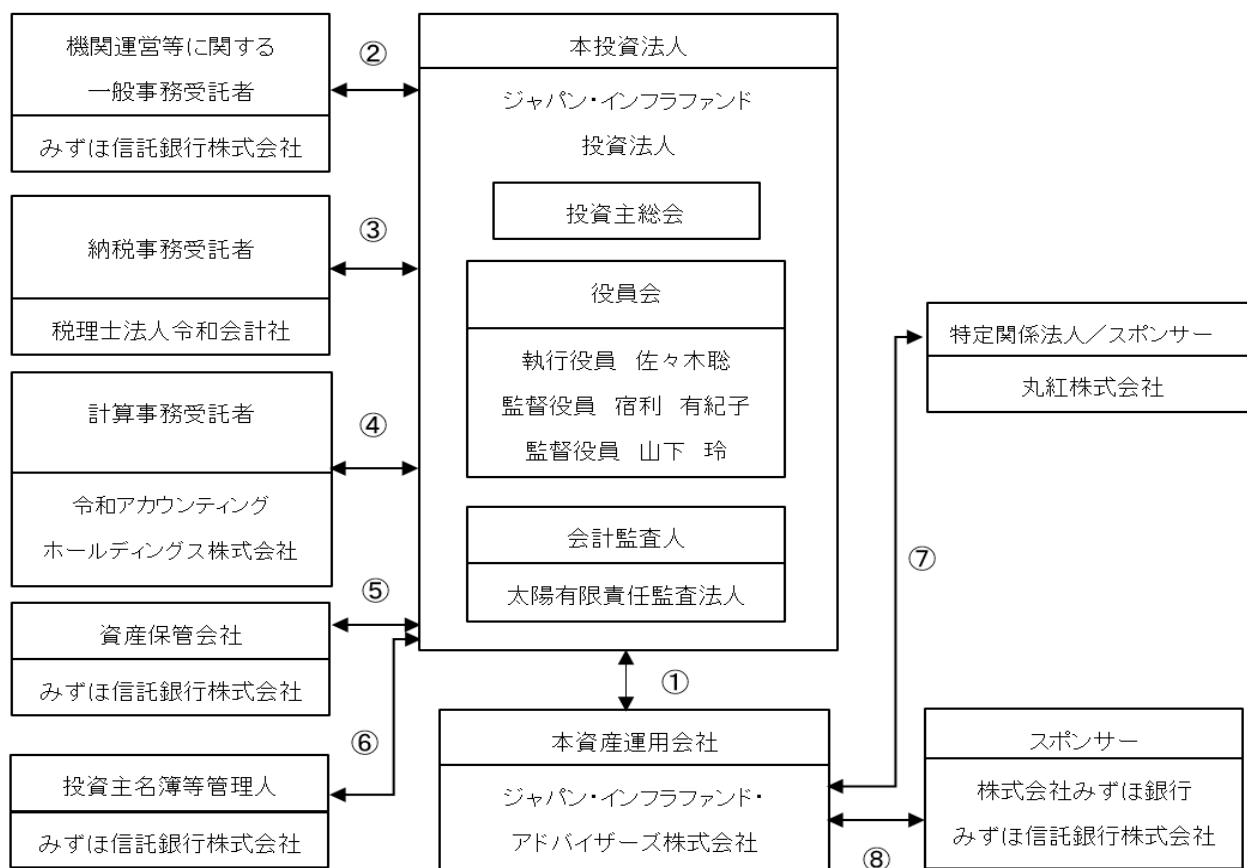 機関運営等に関する
一般事務受託者
みずほ信託銀行株式会社
②
納税事務受託者
税理士法人令和会計社
③
計算事務受託者
令和アカウンティング
ホールディングス株式会社
④
資産保管会社
みずほ信託銀行株式会社
⑤
投資主名簿等管理人
みずほ信託銀行株式会社
⑥
本投資法人
ジャパン・インフラファンド
投資法人
投資主総会
役員会
執行役員 佐々木聡
監督役員 宿利 有紀子
監督役員 山下 玲
会計監査人
太陽有限責任監査法人
①
本資産運用会社
ジャパン・インフラファンド・
アドバイザーズ株式会社
⑦
特定関係法人／スポンサー
丸紅株式会社
⑧
スポンサー
株式会社みずほ銀行
みずほ信託銀行株式会社